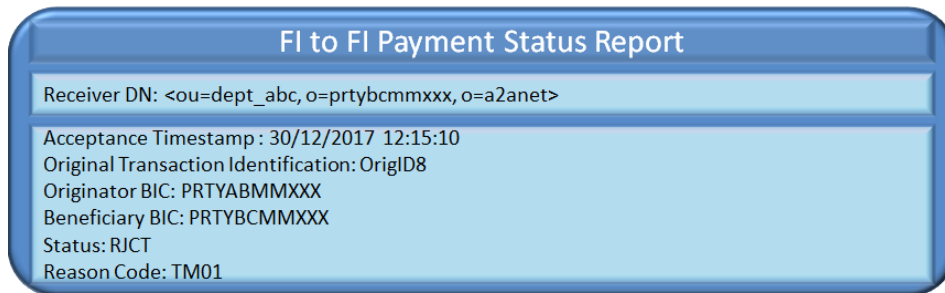 FI to FI Payment Status Report
Receiver DN: <ou=dept_abc, o=prtybcmmxxx, o=a2anet>
Acceptance Timestamp : 30/12/2017 12:15:10
Original Transaction Identification: OrigID8
Originator BIC: PRTYABMMXXX
Beneficiary BIC: PRTYBCMMXXX
Status: RJCT
Reason Code: TM01